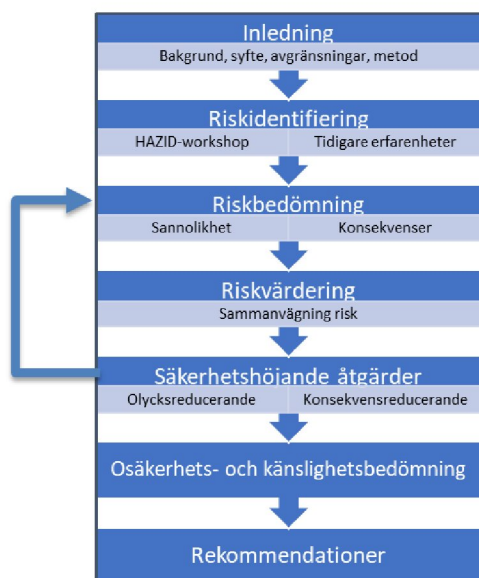 Inledning
Bakgrund, syfte, avgränsningar, metod
Riskidentifiering
HAZID-workshop Tidigare erfarenheter
Riskbedömning
Sannolikhet Konsekvenser
Riskvärdering
Sammanvägning risk
Säkerhetshöjande åtgärder
Olycksreducerande Konsekvensreducerande
Osäkerhets- och känslighetsbedömning
Rekommendationer